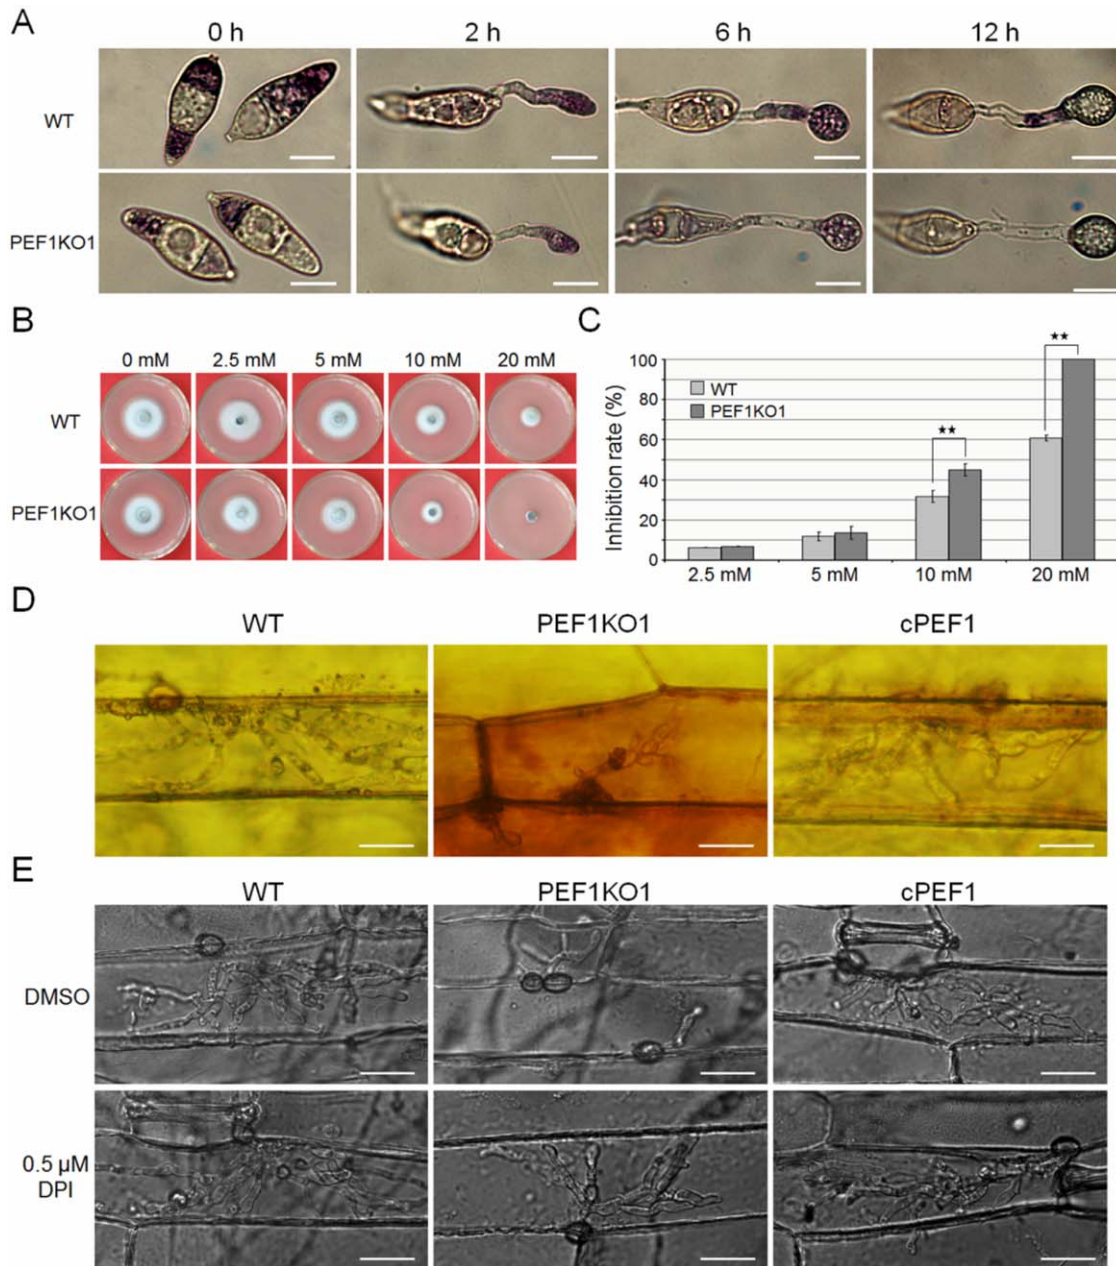 A
0 h 2 h 6 h 12 h
WT
PEF1KO1
B
0 mM 2.5 mM 5 mM 10 mM 20 mM
WT
PEF1KO1
C
Inhibition rate (%)
100
80
60
40
20
0
WT
PEF1KO1
★★
★★
2.5 mM 5 mM 10 mM 20 mM
D
WT PEF1KO1 cPEF1
E
WT PEF1KO1 cPEF1
DMSO
0.5 μM
DPI